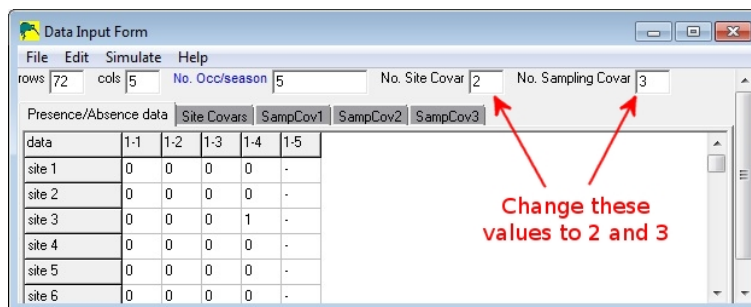 Data Input Form
File Edit Simulate Help
rows 72 cols 5 No. Occ/season 5 No. Site Covar 2 No. Sampling Covar 3
Presence/Absence data Site Covars SampCov1 SampCov2 SampCov3
data 1-1 1-2 1-3 1-4 1-5
site 1 0 0 0 0 -
site 2 0 0 0 0 -
site 3 0 0 0 1 -
site 4 0 0 0 0 -
site 5 0 0 0 0 -
site 6 0 0 0 0 -
Change these
values to 2 and 3